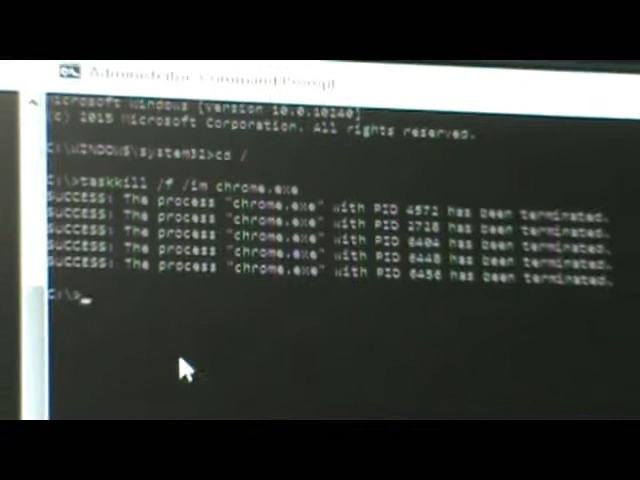 Administrator: Command Prompt
Microsoft Windows [Version 10.0.10240]
(c) 2015 Microsoft Corporation. All rights reserved.
C:\WINDOWS\system32>cd /
C:\>taskkill /f /im chrome.exe
SUCCESS: The process "chrome.exe" with PID 4572 has been terminated.
SUCCESS: The process "chrome.exe" with PID 2728 has been terminated.
SUCCESS: The process "chrome.exe" with PID 6404 has been terminated.
SUCCESS: The process "chrome.exe" with PID 6448 has been terminated.
SUCCESS: The process "chrome.exe" with PID 6456 has been terminated.
C:\>_